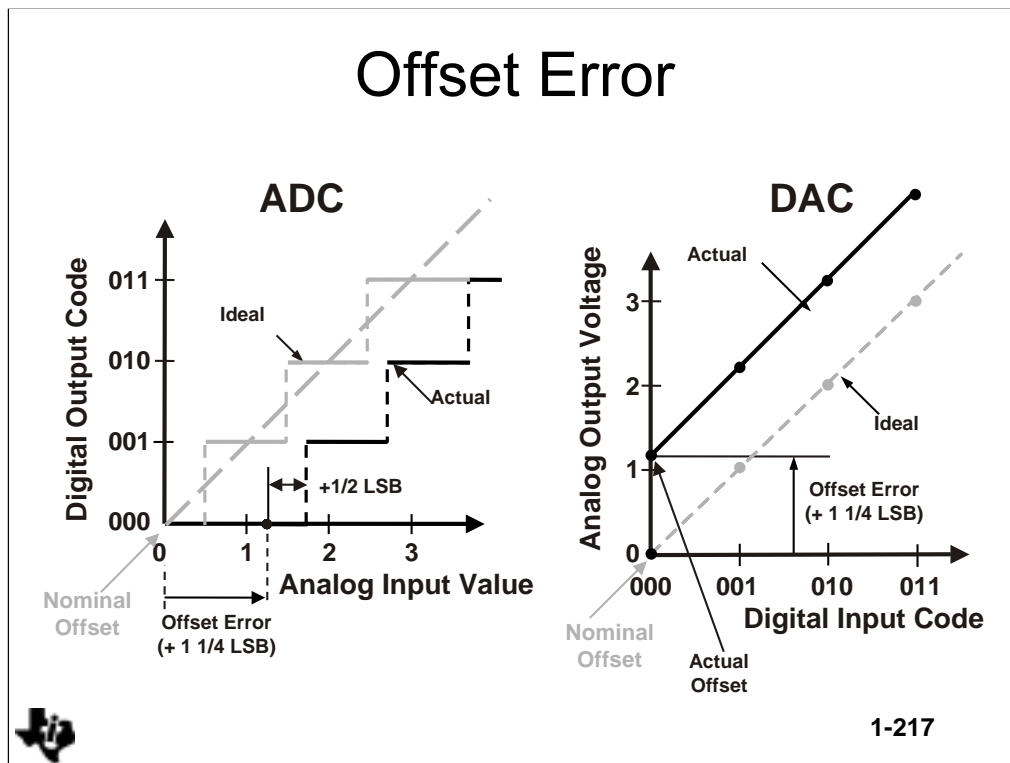 Offset Error
ADC
Digital Output Code
011
010
001
000
0
1
2
3
Analog Input Value
Ideal
Actual
+1/2 LSB
Nominal
Offset
Offset Error
(+ 1 1/4 LSB)
DAC
Analog Output Voltage
3
2
1
0
000
001
010
011
Digital Input Code
Actual
Ideal
Offset Error
(+ 1 1/4 LSB)
Nominal
Offset
Actual
Offset
1-217